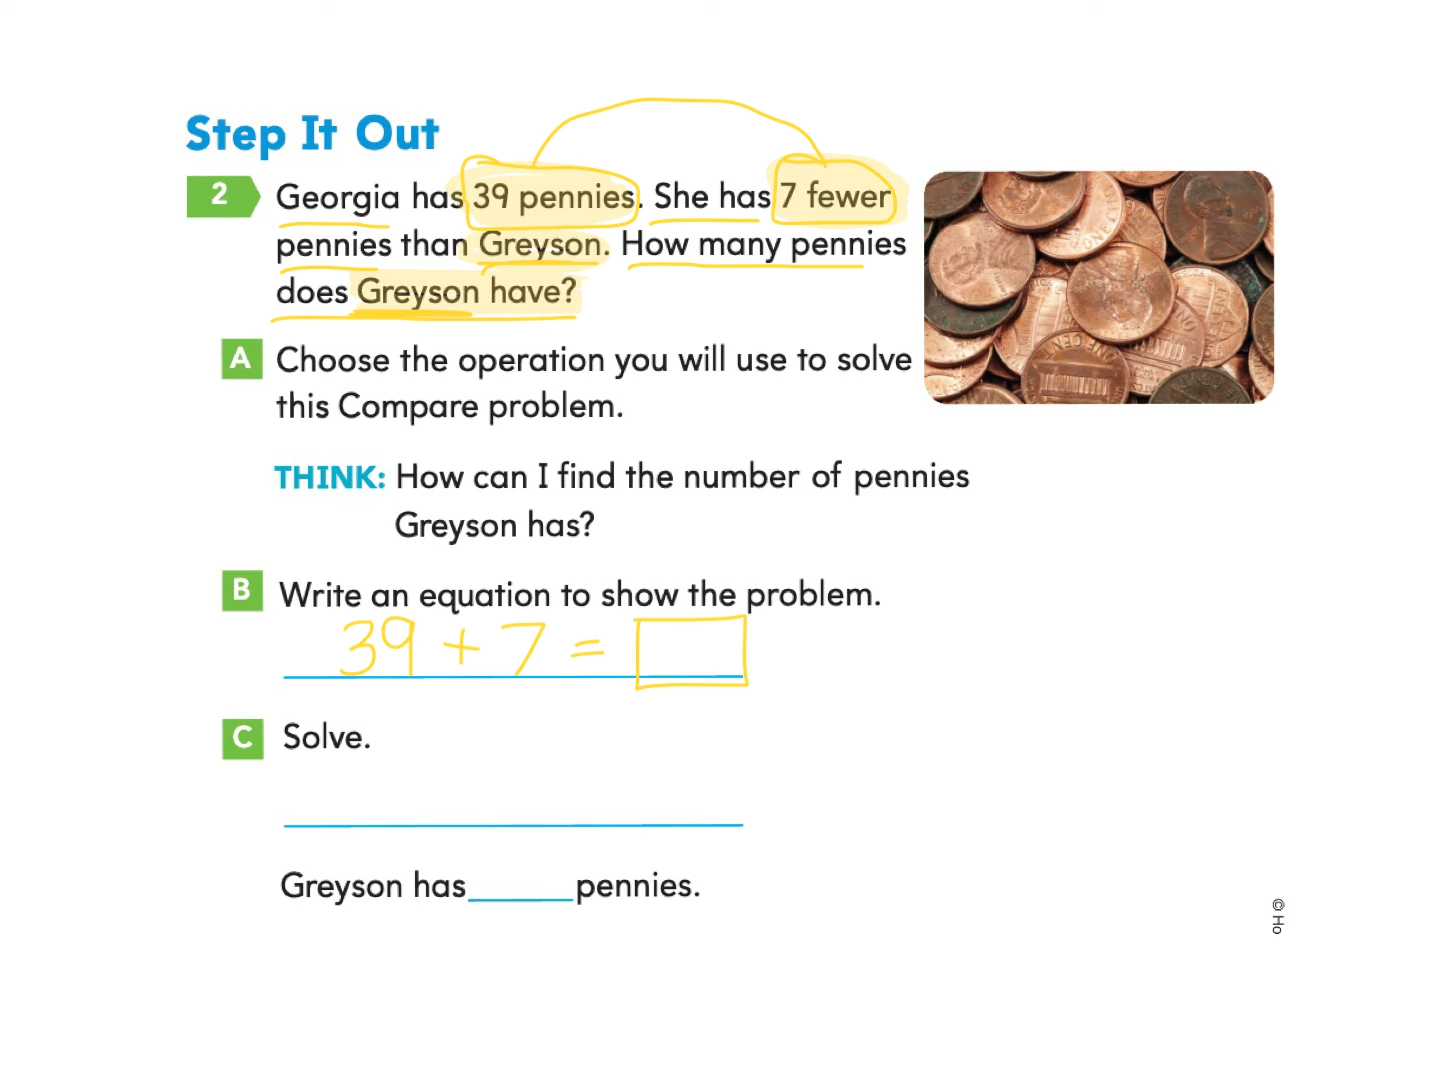 Step It Out
2 Georgia has 39 pennies. She has 7 fewer
pennies than Greyson. How many pennies
does Greyson have?
A Choose the operation you will use to solve
this Compare problem.
THINK: How can I find the number of pennies
Greyson has?
B Write an equation to show the problem.
39 + 7 =
C Solve.
Greyson has pennies.
© Ho